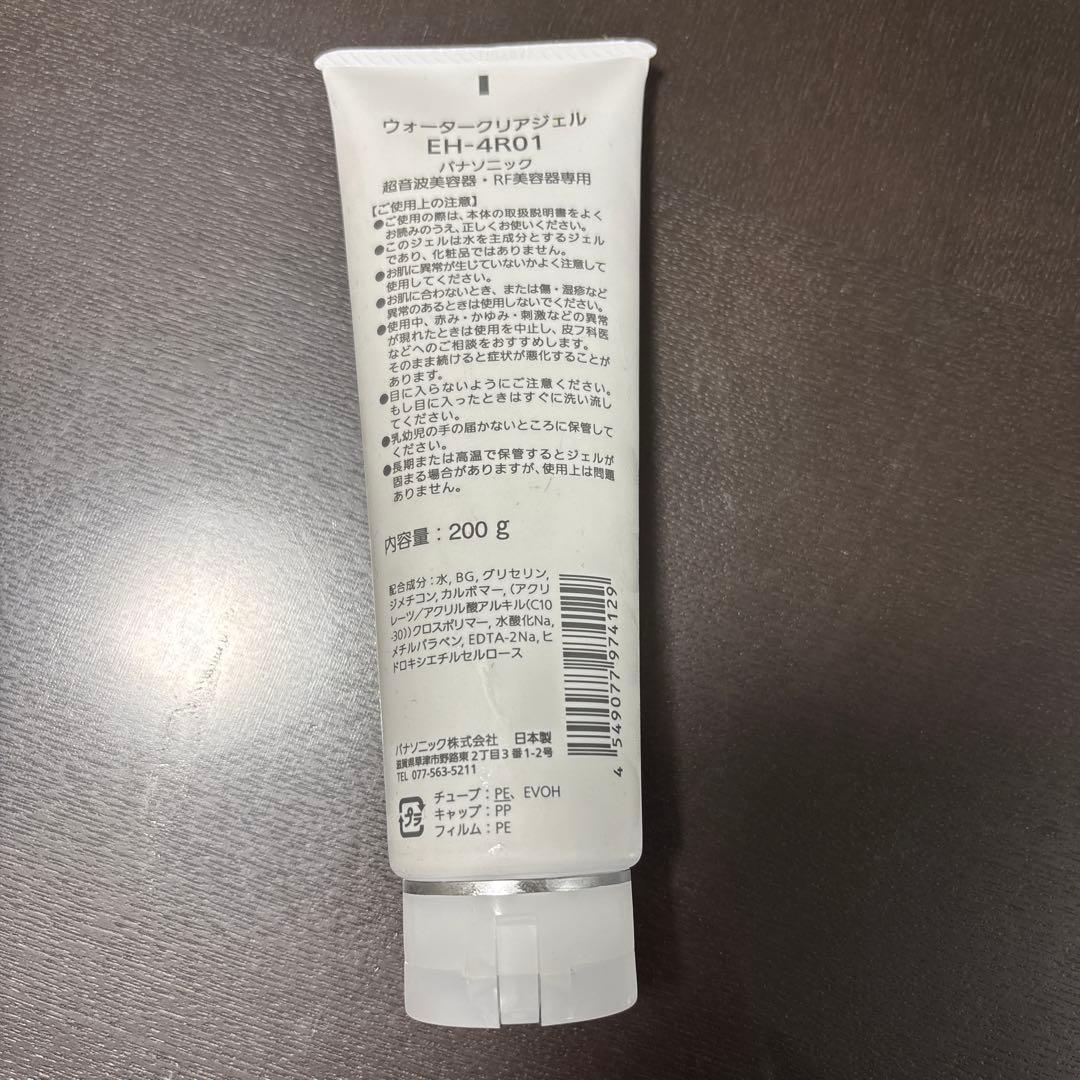 ウォータークリアジェル
EH-4R01
パナソニック
超音波美容器・RF美容器専用
【ご使用上の注意】
●ご使用の際は、本体の取扱説明書をよく
お読みのうえ、正しくお使いください。
●このジェルは水を主成分とするジェル
であり、化粧品ではありません。
●お肌に異常が生じていないかよく注意して
使用してください。
●お肌に合わないとき、または傷・湿疹など
異常のあるときは使用しないでください。
●使用中、赤み・かゆみ・刺激などの異常
が現れたときは使用を中止し、皮フ科医
などへのご相談をおすすめします。
そのまま続けると症状が悪化することが
あります。
●目に入らないようにご注意ください。
もし目に入ったときはすぐに洗い流し
てください。
●乳幼児の手の届かないところに保管して
ください。
●長期または高温で保管するとジェルが
固まる場合がありますが、使用上は問題
ありません。
内容量：200 g
配合成分：水, BG, グリセリン,
ジメチコン, カルボマー, (アクリ
レーツ/アクリル酸アルキル(C10
-30))クロスポリマー, 水酸化Na,
メチルパラベン, EDTA-2Na, ヒ
ドロキシエチルセルロース
4 549077 974129
パナソニック株式会社 日本製
滋賀県草津市野路東2丁目3番1-2号
TEL 077-563-5211
プラ
チューブ：PE、EVOH
キャップ：PP
フィルム：PE